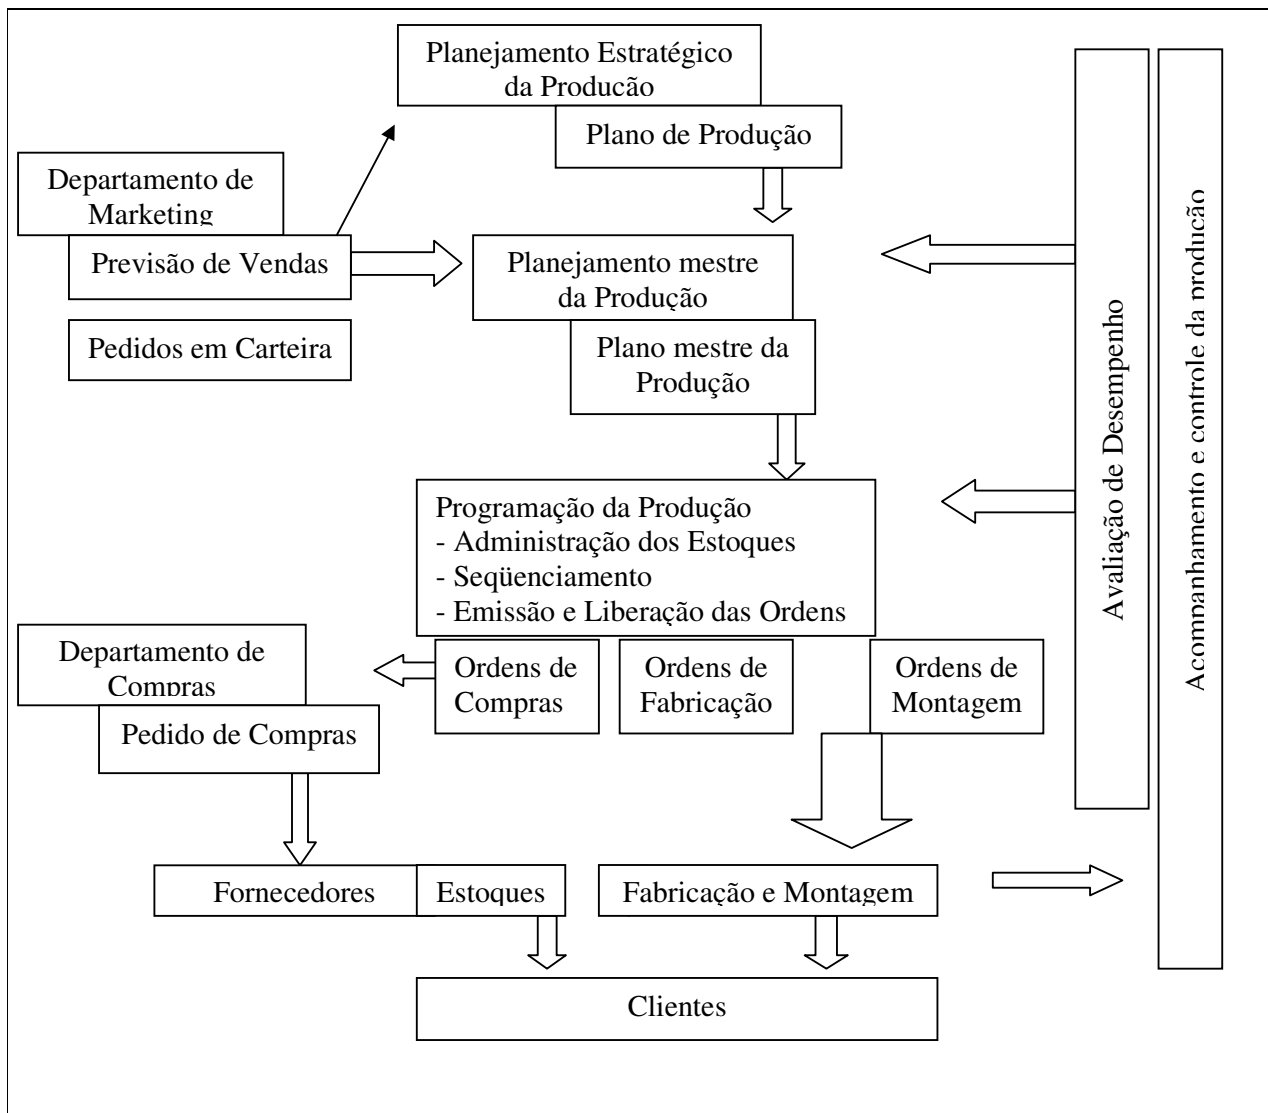 Planejamento Estratégico
da Producão
Plano de Produção
Departamento de
Marketing
Previsão de Vendas
Pedidos em Carteira
Planejamento mestre
da Produção
Plano mestre da
Produção
Programação da Produção
- Administração dos Estoques
- Seqüenciamento
- Emissão e Liberação das Ordens
Ordens de
Compras
Ordens de
Fabricação
Ordens de
Montagem
Departamento de
Compras
Pedido de Compras
Fornecedores
Estoques
Fabricação e Montagem
Clientes
Avaliação de Desempenho
Acompanhamento e controle da produção